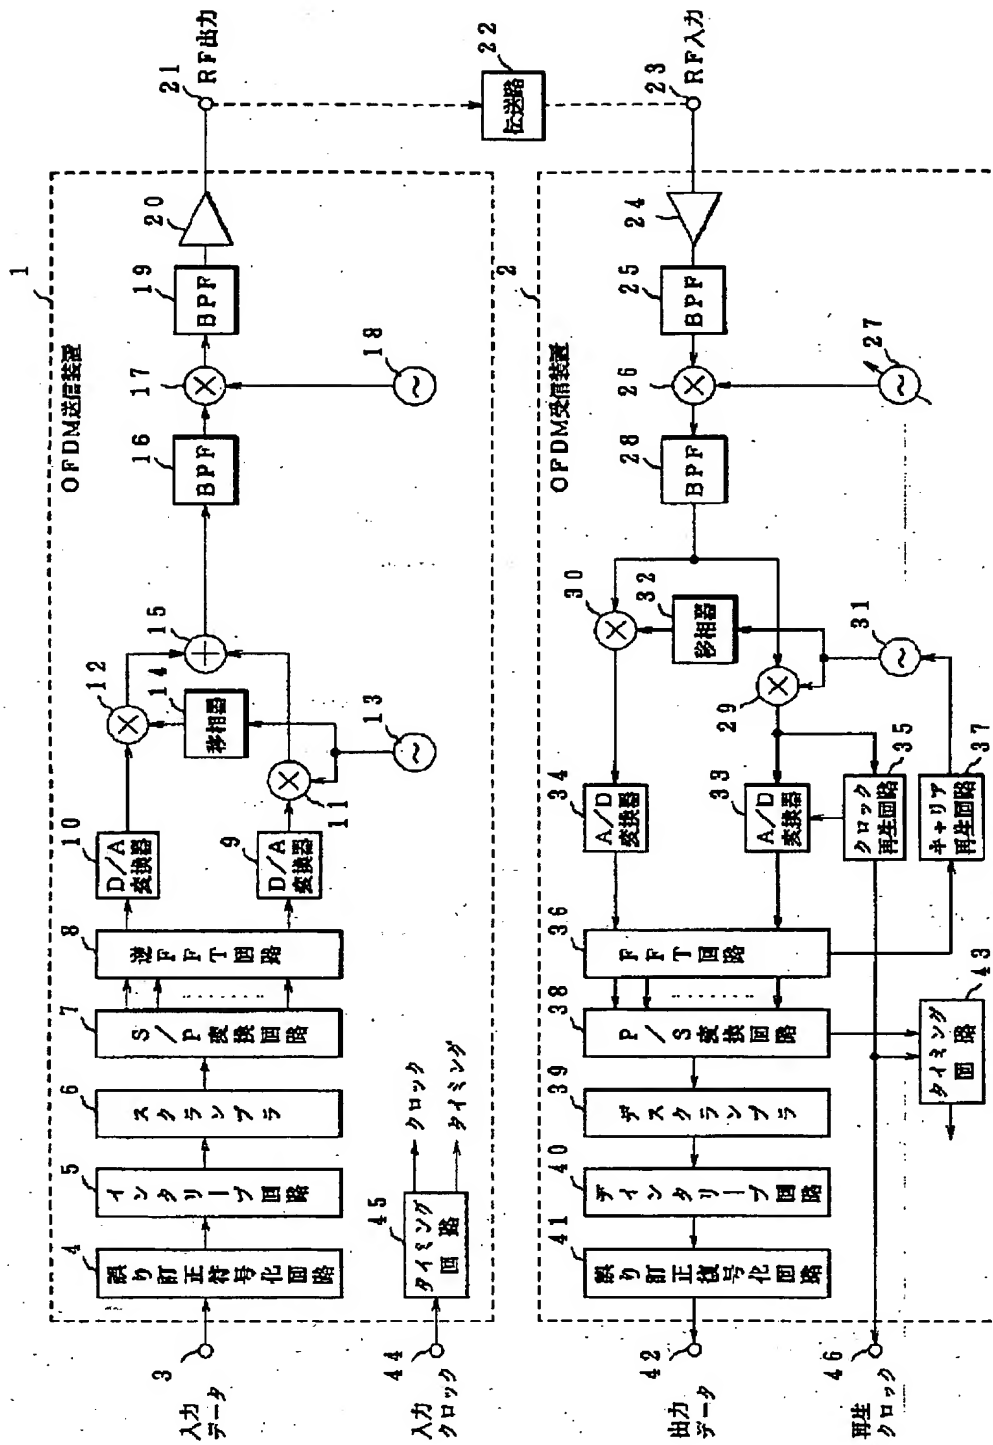 1
OFDM送信装置
3
入力
データ
4
誤り訂正符号化回路
5
インタリーブ回路
6
スクランブラ
7
S/P変換回路
8
逆FFT回路
9
D/A
変換器
10
D/A
変換器
11
12
13
14
移相器
15
16
BPF
17
18
19
BPF
20
21
RF出力
22
伝送路
44
入力
クロック
45
タイミング
回路
クロック
タイミング
2
OFDM受信装置
23
RF入力
24
25
BPF
26
27
28
BPF
29
30
31
32
移相器
33
A/D
変換器
34
A/D
変換器
35
クロック
再生回路
36
FFT回路
37
キャリア
再生回路
38
P/S変換回路
39
デスクランブラ
40
ディンタリーブ回路
41
誤り訂正復号化回路
42
出力
データ
43
タイミング
回路
46
再生
クロック